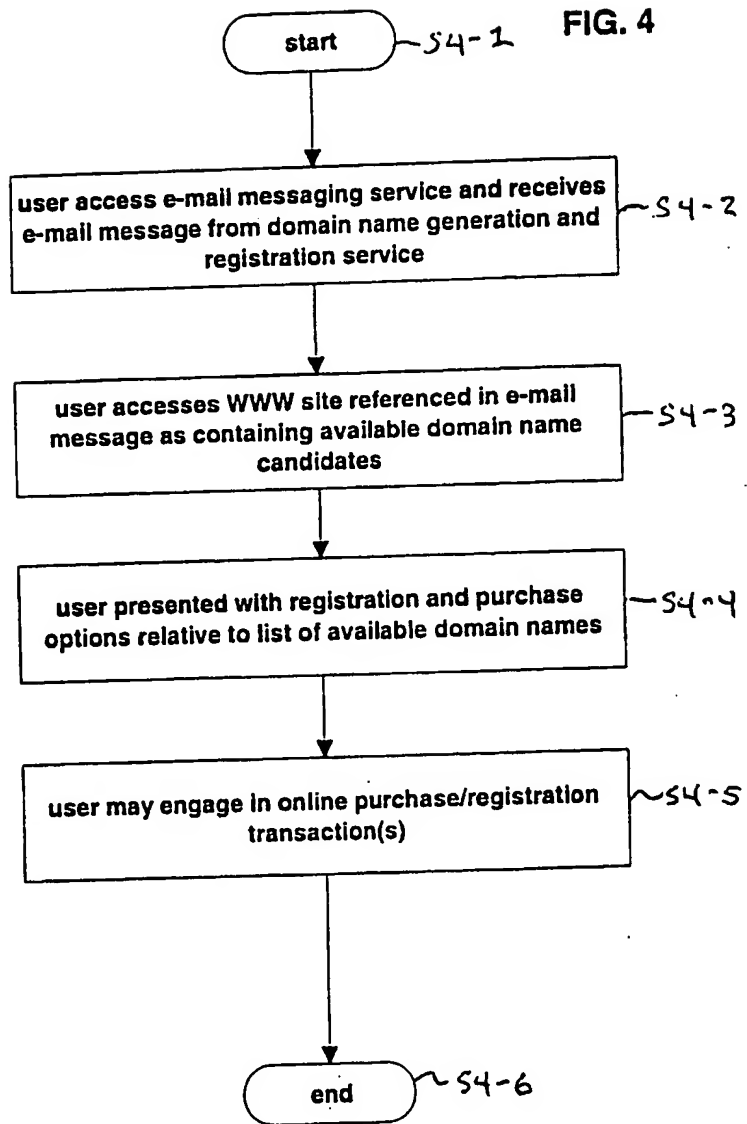 FIG. 4
start
S4-1
user access e-mail messaging service and receives
e-mail message from domain name generation and
registration service
S4-2
user accesses WWW site referenced in e-mail
message as containing available domain name
candidates
S4-3
user presented with registration and purchase
options relative to list of available domain names
S4-4
user may engage in online purchase/registration
transaction(s)
S4-5
end
S4-6